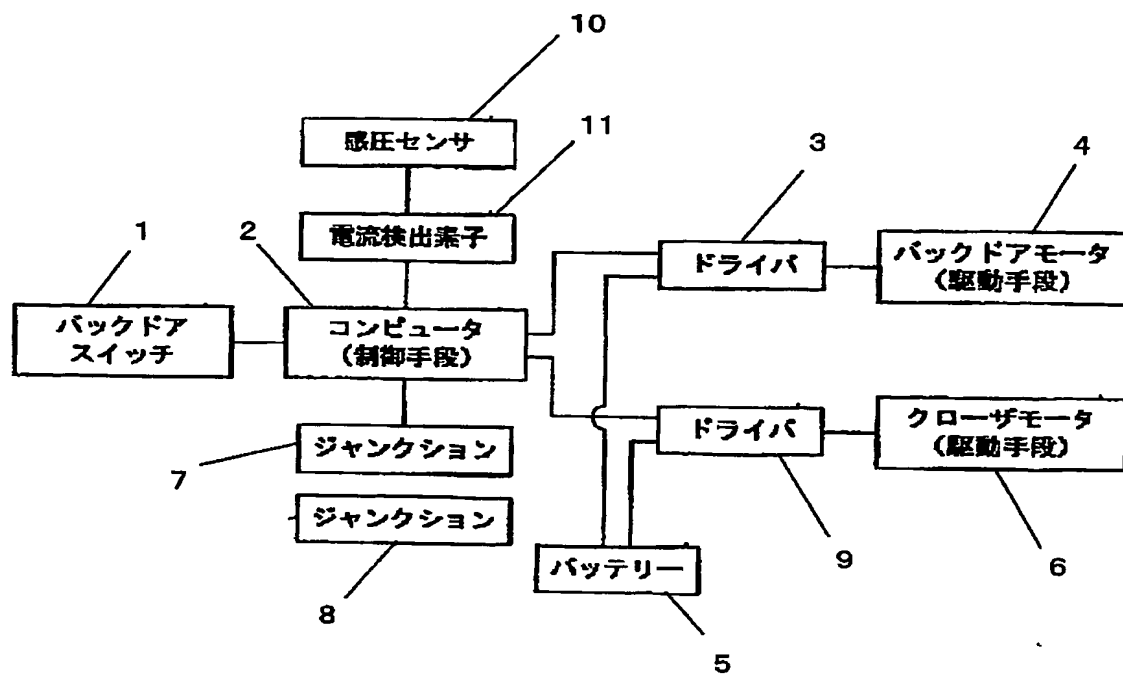 10
感圧センサ
11
電流検出素子
1
バックドア
スイッチ
2
コンピュータ
(制御手段)
3
ドライバ
4
バックドアモータ
(駆動手段)
7
ジャンクション
ジャンクション
8
ドライバ
9
クローザモータ
(駆動手段)
6
バッテリー
5